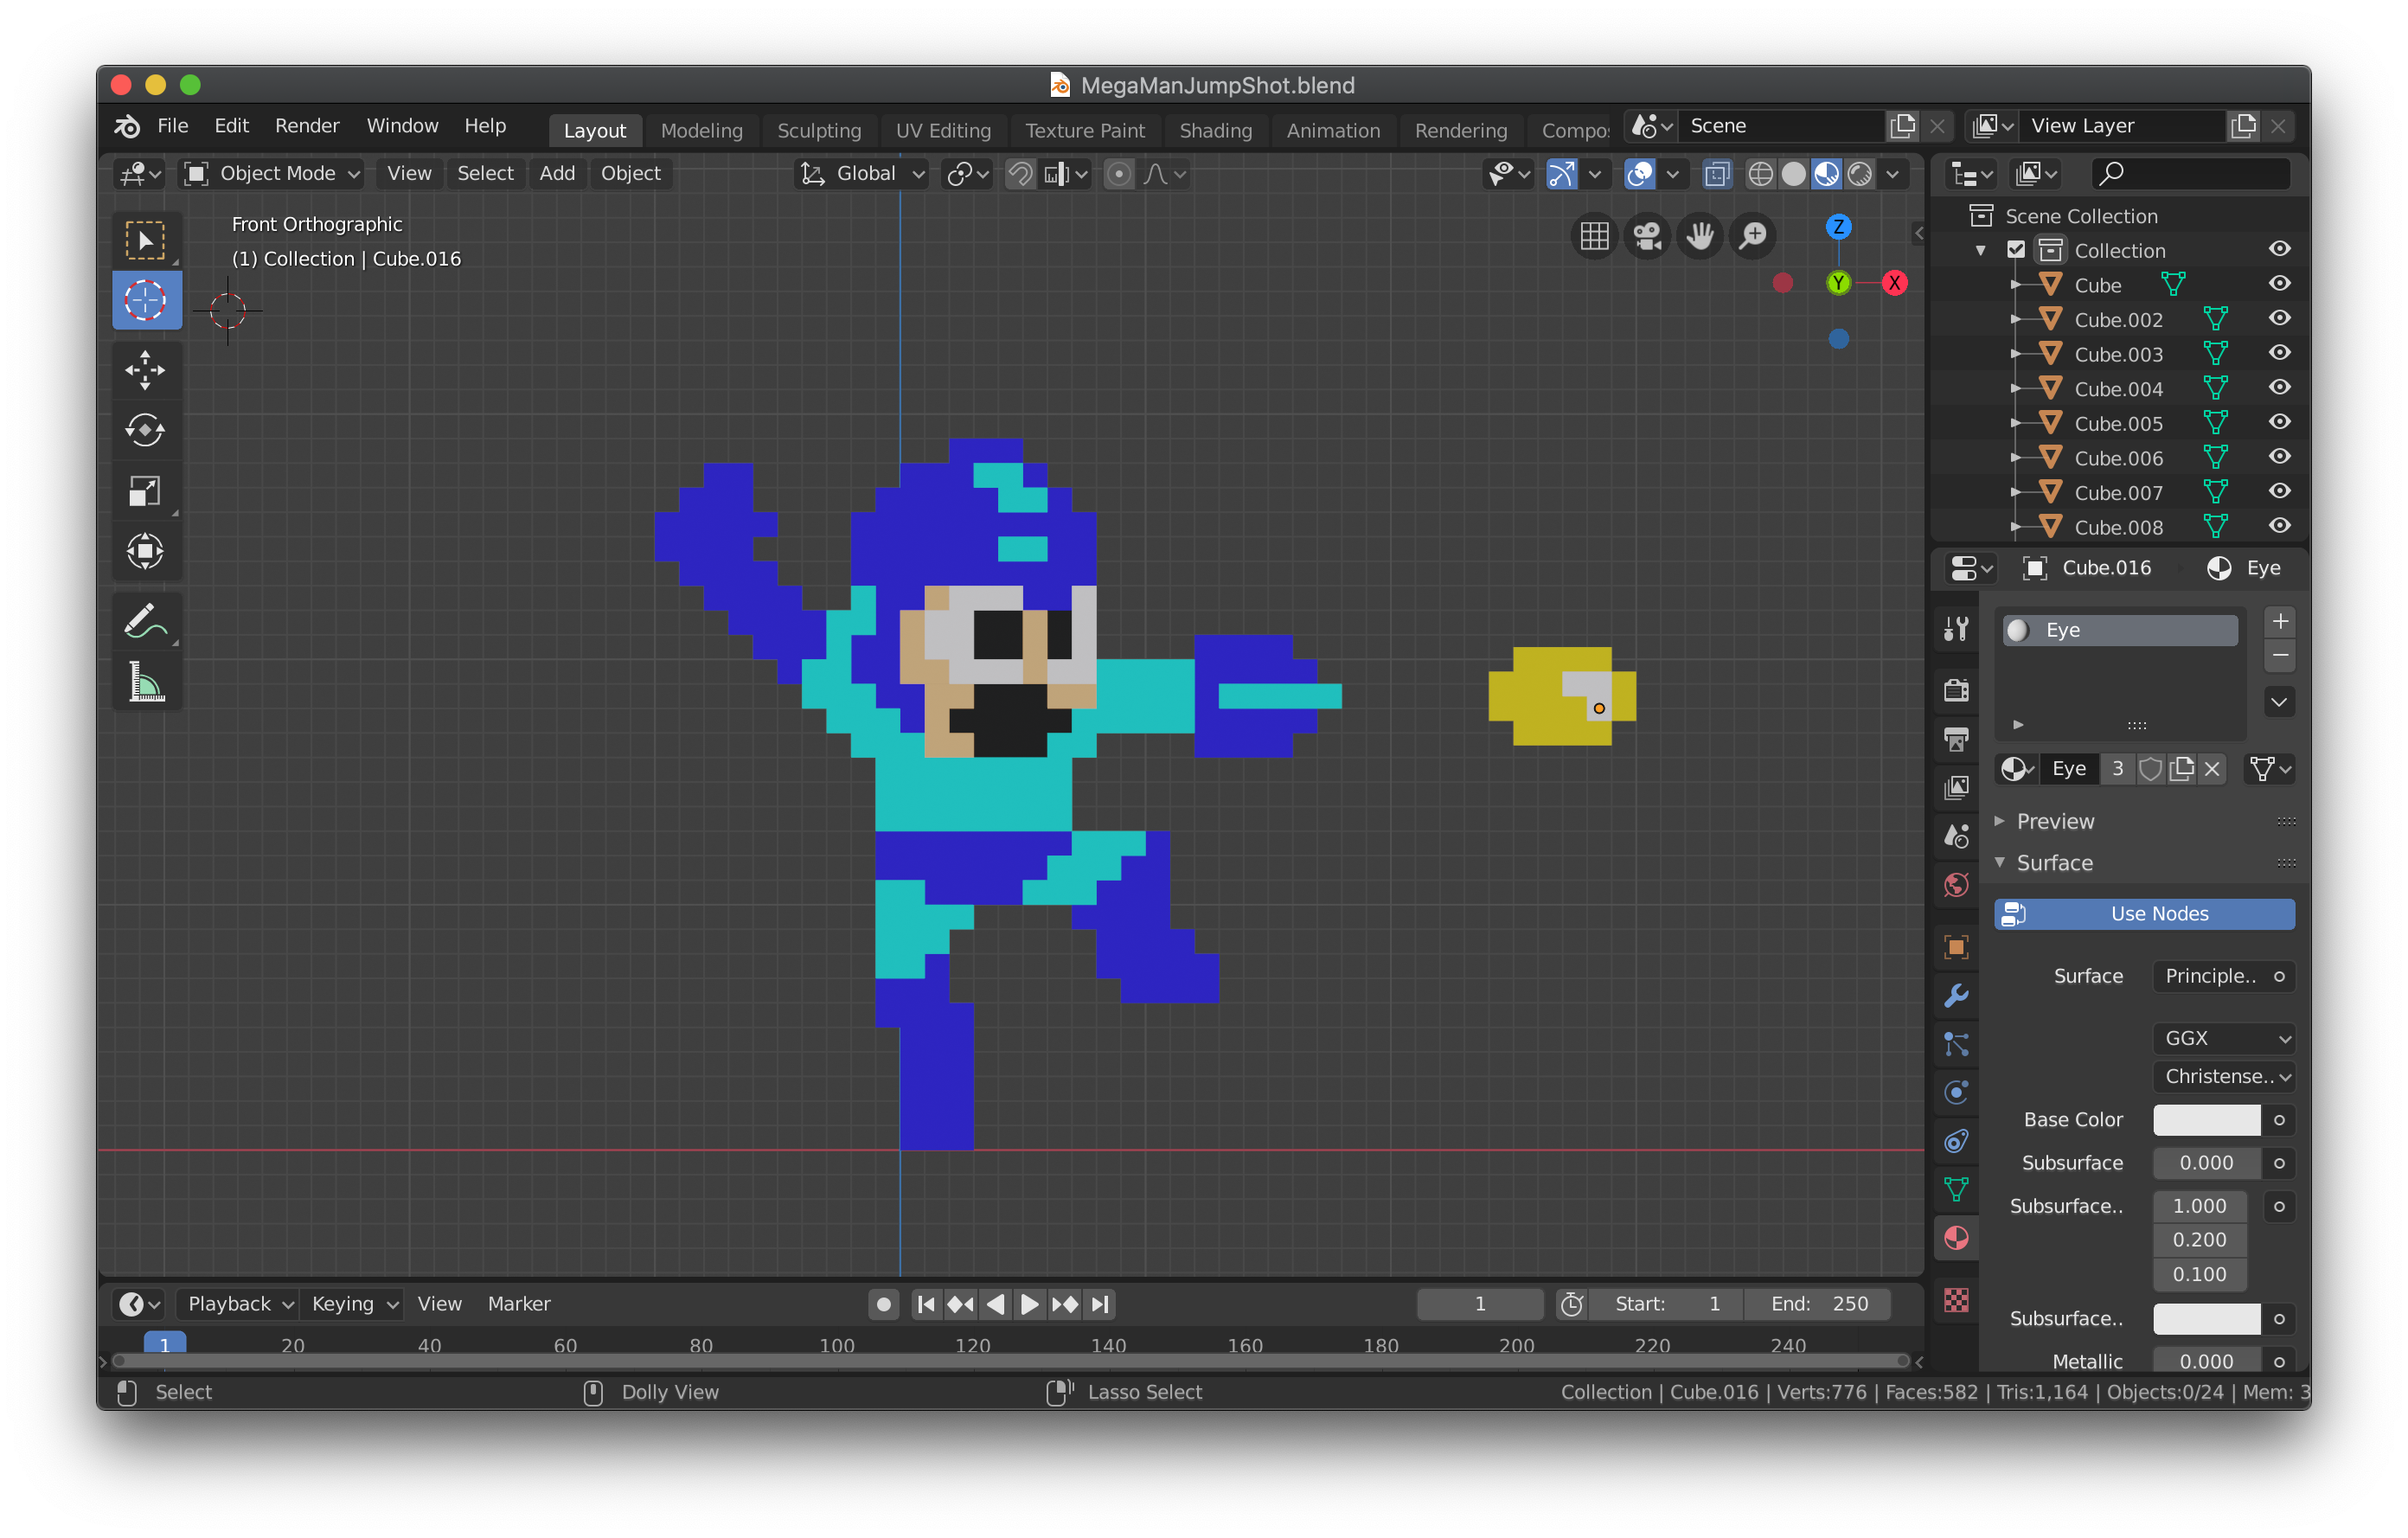 MegaManJumpShot.blend
File Edit Render Window Help Layout Modeling Sculpting UV Editing Texture Paint Shading Animation Rendering Compo Scene View Layer
Object Mode View Select Add Object Global
Front Orthographic
(1) Collection | Cube.016
Z
Y
X
Scene Collection
Collection
Cube
Cube.002
Cube.003
Cube.004
Cube.005
Cube.006
Cube.007
Cube.008
Cube.016 Eye
Eye
Eye 3
Preview
Surface
Use Nodes
Surface Principle..
GGX
Christense..
Base Color
Subsurface 0.000
Subsurface.. 1.000
0.200
0.100
Subsurface..
Metallic 0.000
Playback Keying View Marker 1 Start: 1 End: 250
1 20 40 60 80 100 120 140 160 180 200 220 240
Select Dolly View Lasso Select Collection | Cube.016 | Verts:776 | Faces:582 | Tris:1,164 | Objects:0/24 | Mem: 3